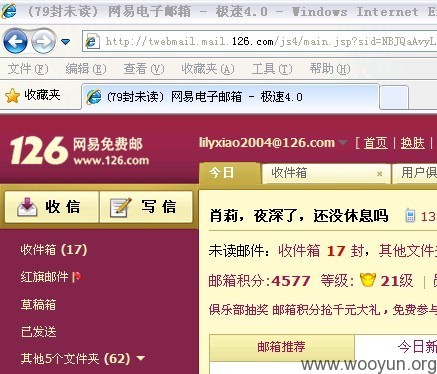 (79封未读) 网易电子邮箱 - 极速4.0 - Windows Internet E
http://twebmail.mail.126.com/js4/main.jsp?sid=NBJQaAvyL
文件(F) 编辑(E) 查看(V) 收藏夹(A) 工具(T) 帮助(H)
收藏夹 (79封未读) 网易电子邮箱 - 极速4.0
126 网易免费邮
www.126.com
lilyxiao2004@126.com [ 首页 | 换肤 |
今日 收件箱 × 用户俱
收信 写信
肖莉，夜深了，还没休息吗 13
收件箱 (17)
未读邮件：收件箱 17 封，其他文件夹
红旗邮件
邮箱积分:4577 等级: 21级 |
草稿箱
俱乐部抽奖 邮箱积分抢千元大礼，免费参与
已发送
其他5个文件夹 (62)
邮箱推荐 今日新
www.wooyun.org